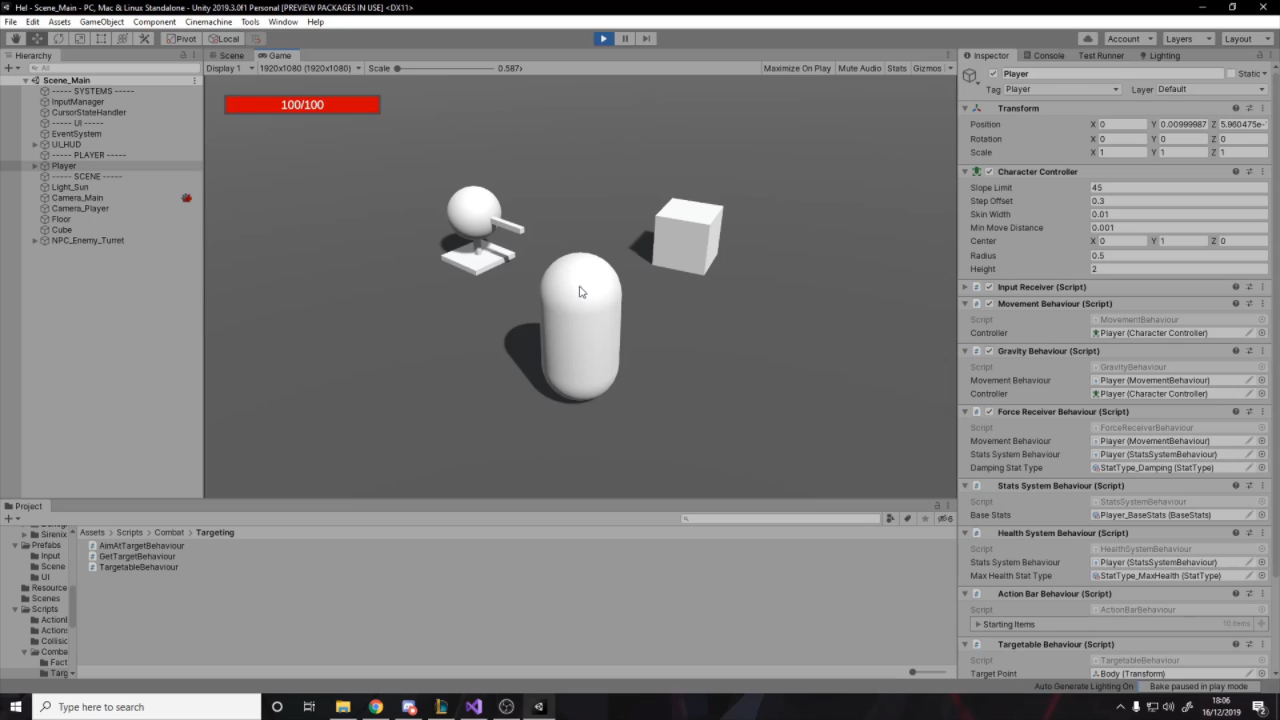 Hel - Scene_Main - PC, Mac & Linux Standalone - Unity 2019.3.0f1 Personal [PREVIEW PACKAGES IN USE] <DX11>
File Edit Assets GameObject Component Cinemachine Tools Window Help
Pivot Local Account Layers Layout
Hierarchy
All
Scene_Main
----- SYSTEMS -----
InputManager
CursorStateHandler
----- UI -----
EventSystem
UI_HUD
----- PLAYER -----
Player
----- SCENE -----
Light_Sun
Camera_Main
Camera_Player
Floor
Cube
NPC_Enemy_Turret
Scene Game
Display 1 1920x1080 (1920x1080) Scale 0.587x Maximize On Play Mute Audio Stats Gizmos
100/100
Inspector Console Test Runner Lighting
Player Static
Tag Player Layer Default
Transform
Position X 0 Y 0.00999987 Z 5.960475e-
Rotation X 0 Y 0 Z 0
Scale X 1 Y 1 Z 1
Character Controller
Slope Limit 45
Step Offset 0.3
Skin Width 0.01
Min Move Distance 0.001
Center X 0 Y 1 Z 0
Radius 0.5
Height 2
Input Receiver (Script)
Movement Behaviour (Script)
Script MovementBehaviour
Controller Player (Character Controller)
Gravity Behaviour (Script)
Script GravityBehaviour
Movement Behaviour Player (MovementBehaviour)
Controller Player (Character Controller)
Force Receiver Behaviour (Script)
Script ForceReceiverBehaviour
Movement Behaviour Player (MovementBehaviour)
Stats System Behaviour Player (StatsSystemBehaviour)
Damping Stat Type StatType_Damping (StatType)
Stats System Behaviour (Script)
Script StatsSystemBehaviour
Base Stats Player_BaseStats (BaseStats)
Health System Behaviour (Script)
Script HealthSystemBehaviour
Stats System Behaviour Player (StatsSystemBehaviour)
Max Health Stat Type StatType_MaxHealth (StatType)
Action Bar Behaviour (Script)
Script ActionBarBehaviour
Starting Items 10 items
Targetable Behaviour (Script)
Script TargetableBehaviour
Target Point Body (Transform)
Project
Sirenix
Prefabs
Input
Scene
UI
Resource
Scenes
Scripts
Action
Action
Collisio
Comba
Fact
Targ
Assets Scripts Combat Targeting
AimAtTargetBehaviour
GetTargetBehaviour
TargetableBehaviour
Auto Generate Lighting On Bake paused in play mode
Type here to search
18:06
16/12/2019